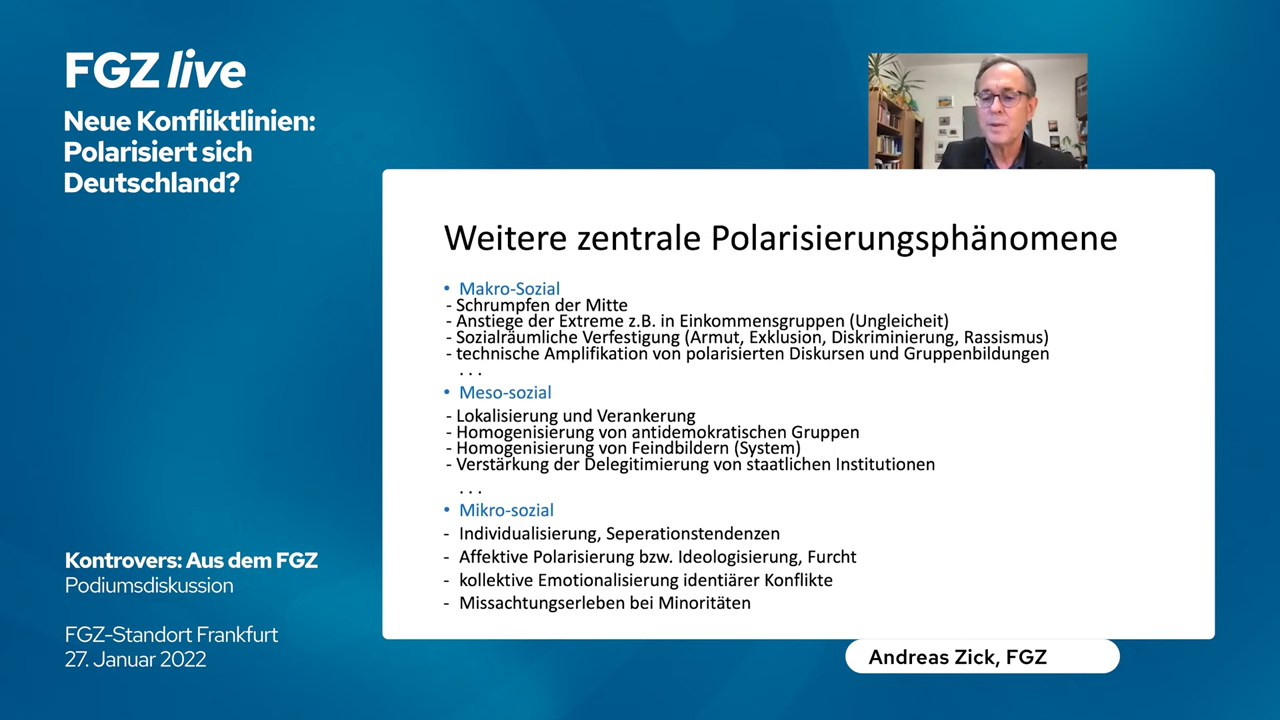 FGZ live
Neue Konfliktlinien:
Polarisiert sich
Deutschland?
Weitere zentrale Polarisierungsphänomene
• Makro-Sozial
- Schrumpfen der Mitte
- Anstiege der Extreme z.B. in Einkommensgruppen (Ungleicheit)
- Sozialräumliche Verfestigung (Armut, Exklusion, Diskriminierung, Rassismus)
- technische Amplifikation von polarisierten Diskursen und Gruppenbildungen
. . .
• Meso-sozial
- Lokalisierung und Verankerung
- Homogenisierung von antidemokratischen Gruppen
- Homogenisierung von Feindbildern (System)
- Verstärkung der Delegitimierung von staatlichen Institutionen
. . .
• Mikro-sozial
- Individualisierung, Seperationstendenzen
- Affektive Polarisierung bzw. Ideologisierung, Furcht
- kollektive Emotionalisierung identiärer Konflikte
- Missachtungserleben bei Minoritäten
Kontrovers: Aus dem FGZ
Podiumsdiskussion
FGZ-Standort Frankfurt
27. Januar 2022
Andreas Zick, FGZ